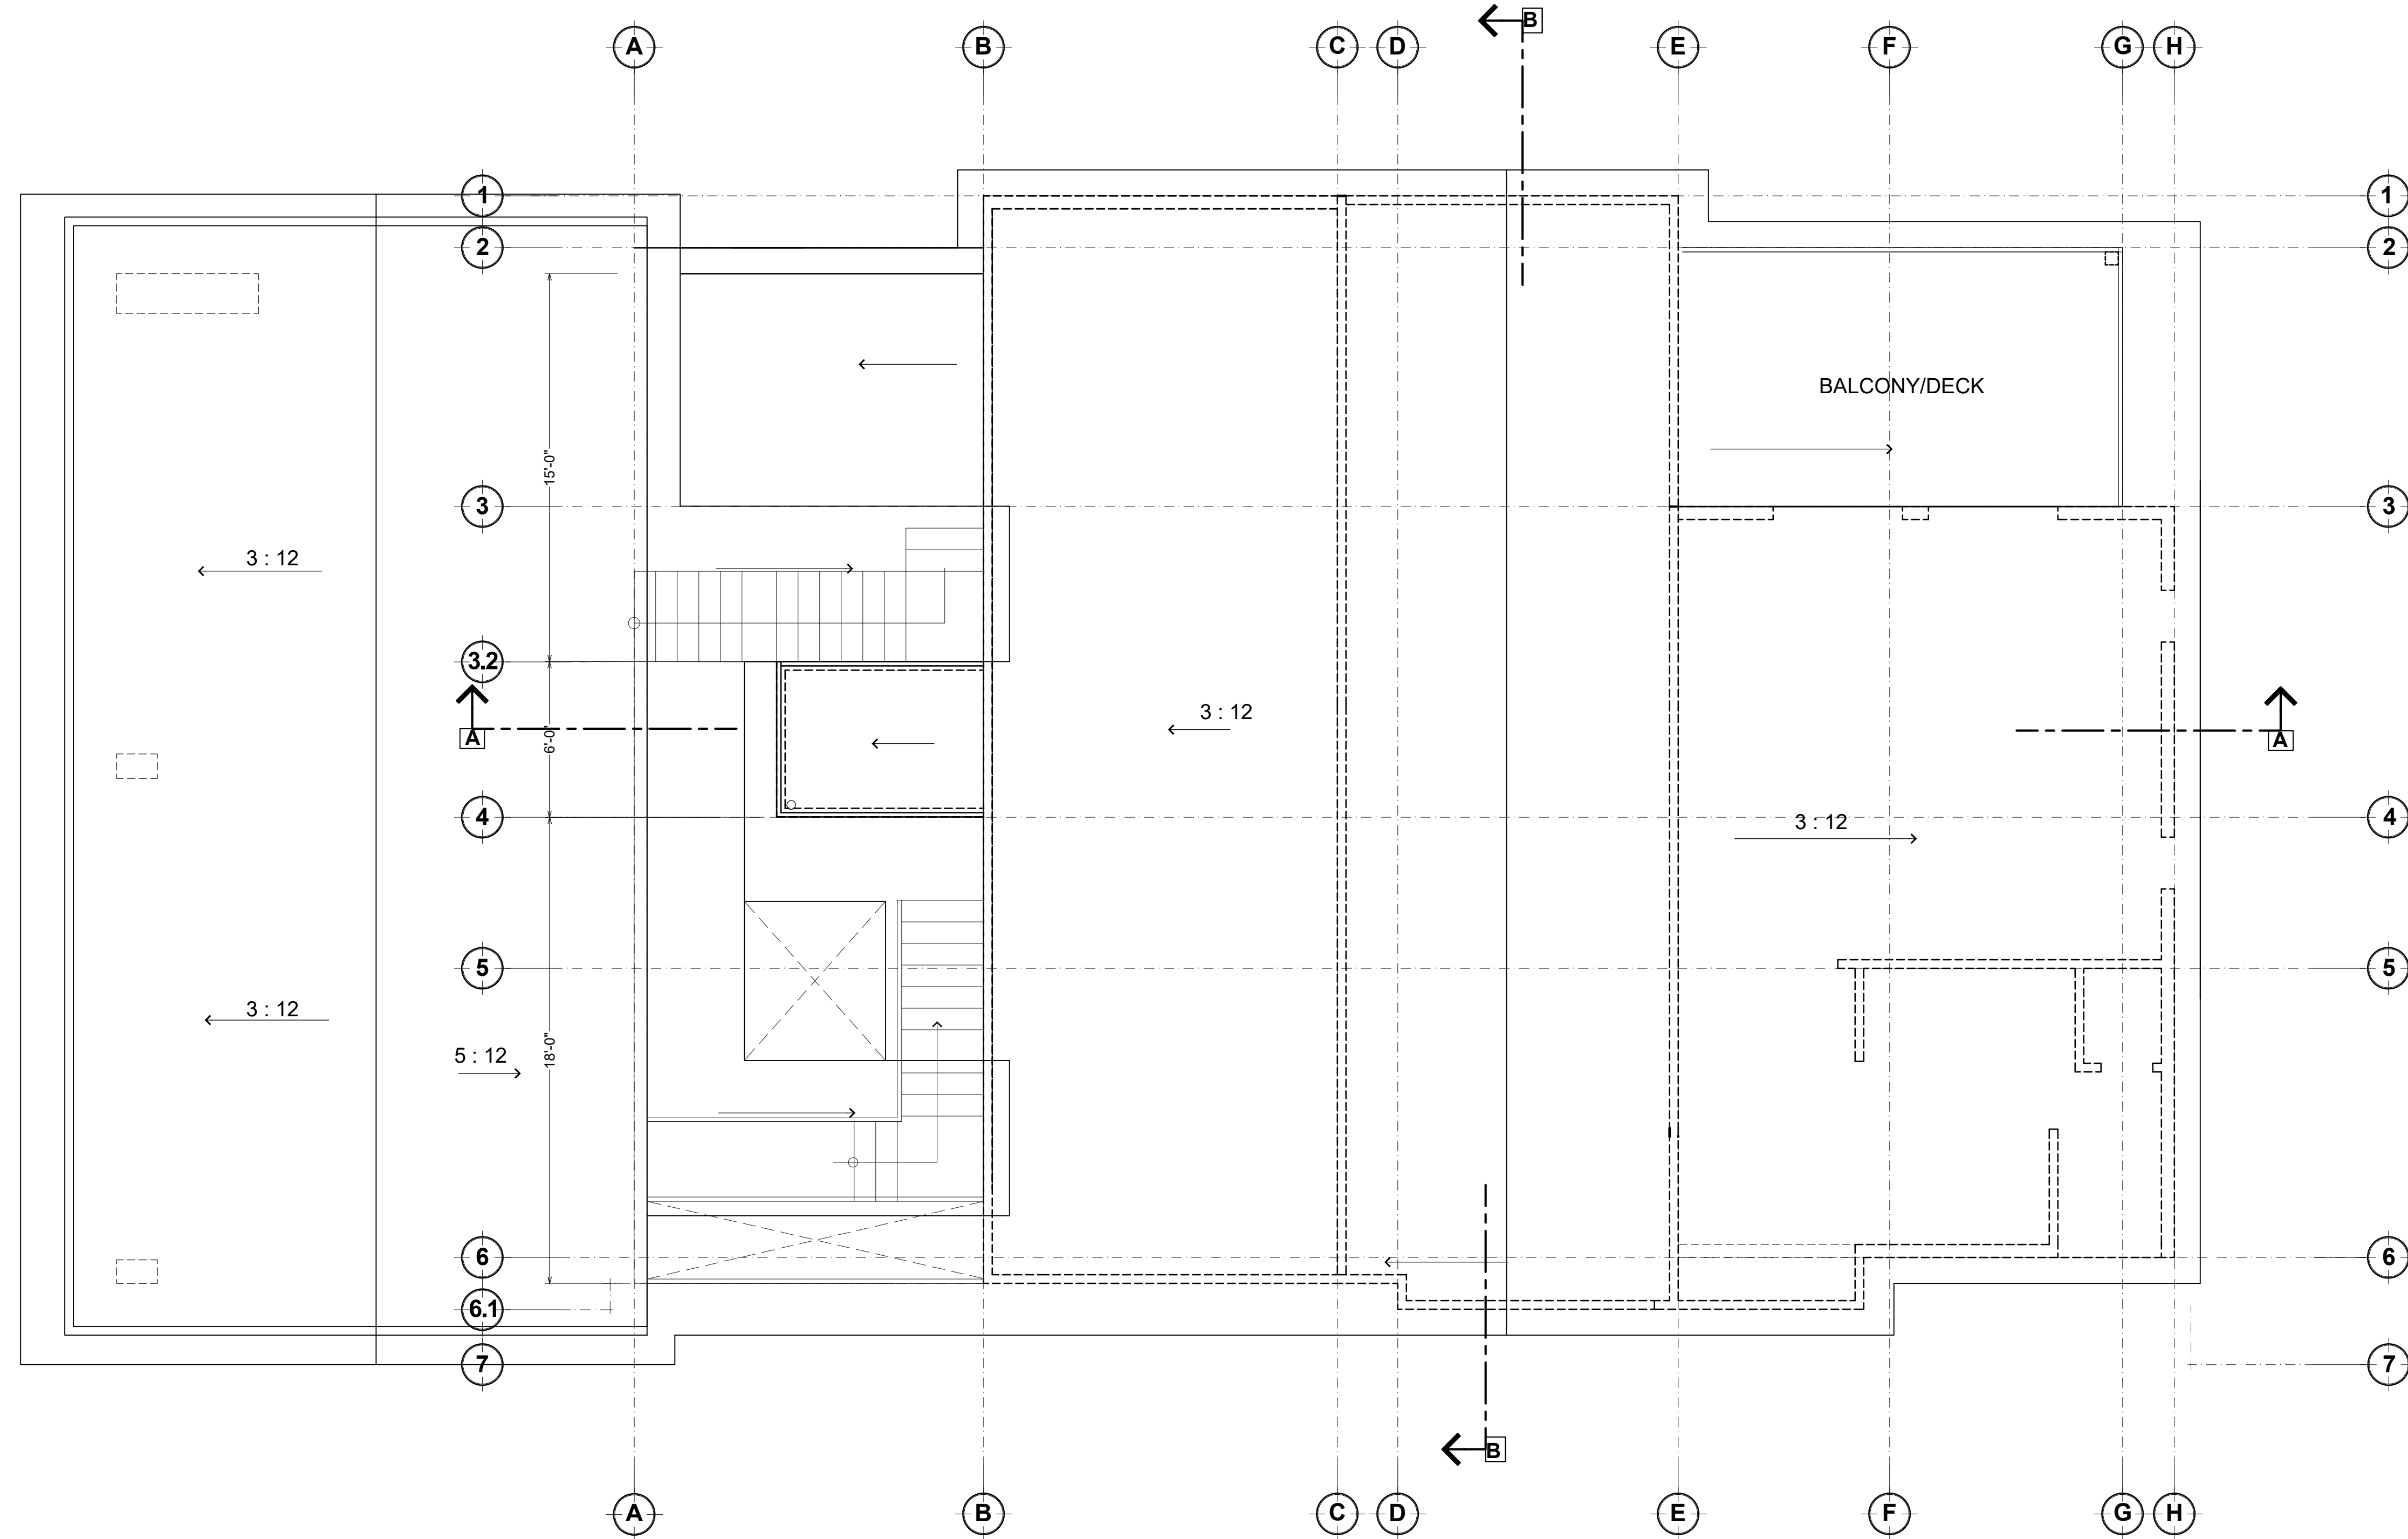 B
A B C D E F G H
1 1
2 2
BALCONY/DECK
15'-0"
3 3
3 : 12
3.2
3 : 12
A 6'-0" A
4 3 : 12 4
5 5
3 : 12
18'-0"
5 : 12
6 6
6.1
7 7
B
A B C D E F G H